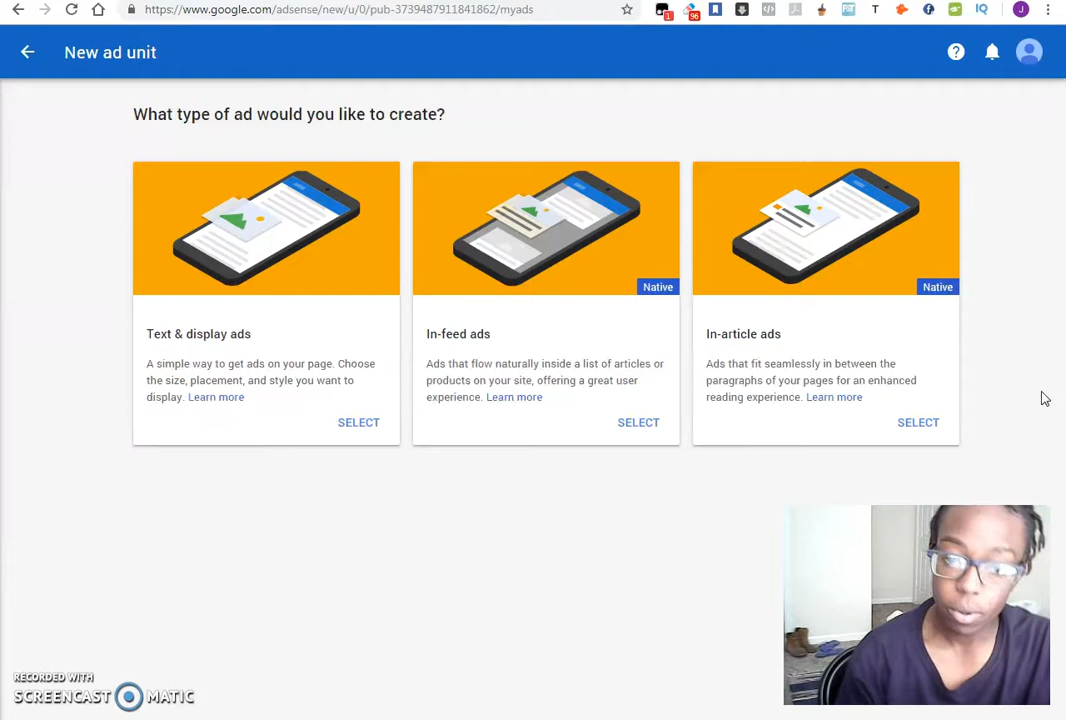 https://www.google.com/adsense/new/u/0/pub-3739487911841862/myads
1
96
FST
T
f
IQ
J
New ad unit
?
What type of ad would you like to create?
Native
Native
Text & display ads
In-feed ads
In-article ads
A simple way to get ads on your page. Choose
the size, placement, and style you want to
display. Learn more
Ads that flow naturally inside a list of articles or
products on your site, offering a great user
experience. Learn more
Ads that fit seamlessly in between the
paragraphs of your pages for an enhanced
reading experience. Learn more
SELECT
SELECT
SELECT
RECORDED WITH
SCREENCAST MATIC